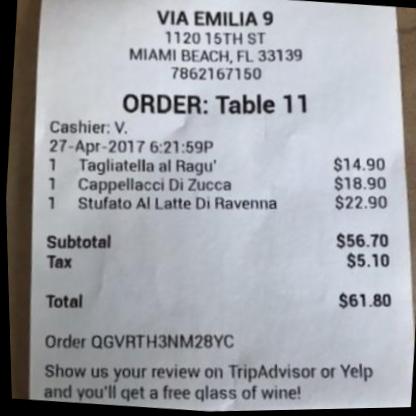 VIA EMILIA 9
1120 15TH ST
MIAMI BEACH, FL 33139
7862167150
ORDER: Table 11
Cashier: V.
27-Apr-2017 6:21:59P
1 Tagliatella al Ragu' $14.90
1 Cappellacci Di Zucca $18.90
1 Stufato Al Latte Di Ravenna $22.90
Subtotal $56.70
Tax $5.10
Total $61.80
Order QGVRTH3NM28YC
Show us your review on TripAdvisor or Yelp
and you'll get a free glass of wine!